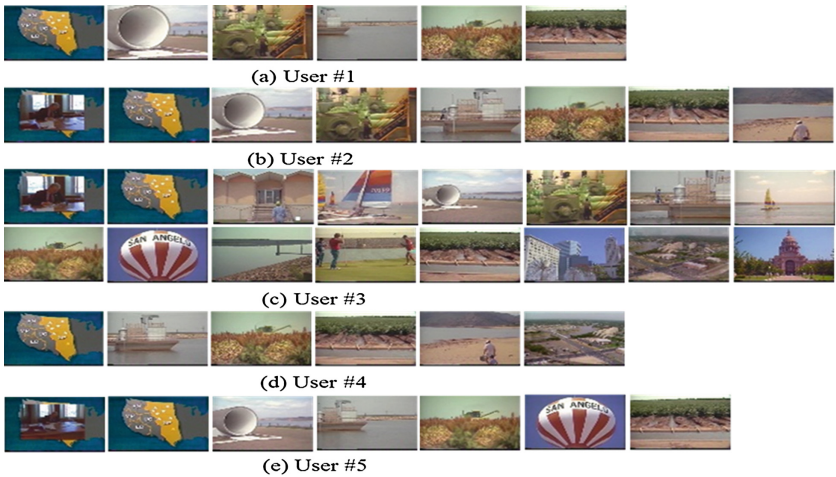 (a) User #1
(b) User #2
SAN ANGELO
(c) User #3
(d) User #4
SAN ANGELO
(e) User #5